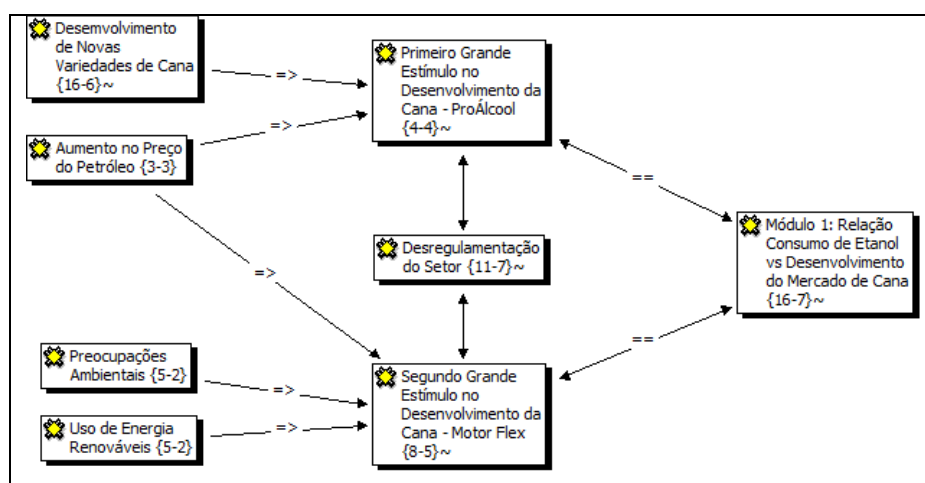 Desemvolvimento
de Novas
Variedades de Cana
{16-6}~
=>
Primeiro Grande
Estímulo no
Desenvolvimento da
Cana - ProÁlcool
{4-4}~
Aumento no Preço
do Petróleo {3-3}
=>
==
Desregulamentação
do Setor {11-7}~
Módulo 1: Relação
Consumo de Etanol
vs Desenvolvimento
do Mercado de Cana
{16-7}~
=>
==
Preocupações
Ambientais {5-2}
=>
Segundo Grande
Estímulo no
Desenvolvimento da
Cana - Motor Flex
{8-5}~
Uso de Energia
Renováveis {5-2}
=>